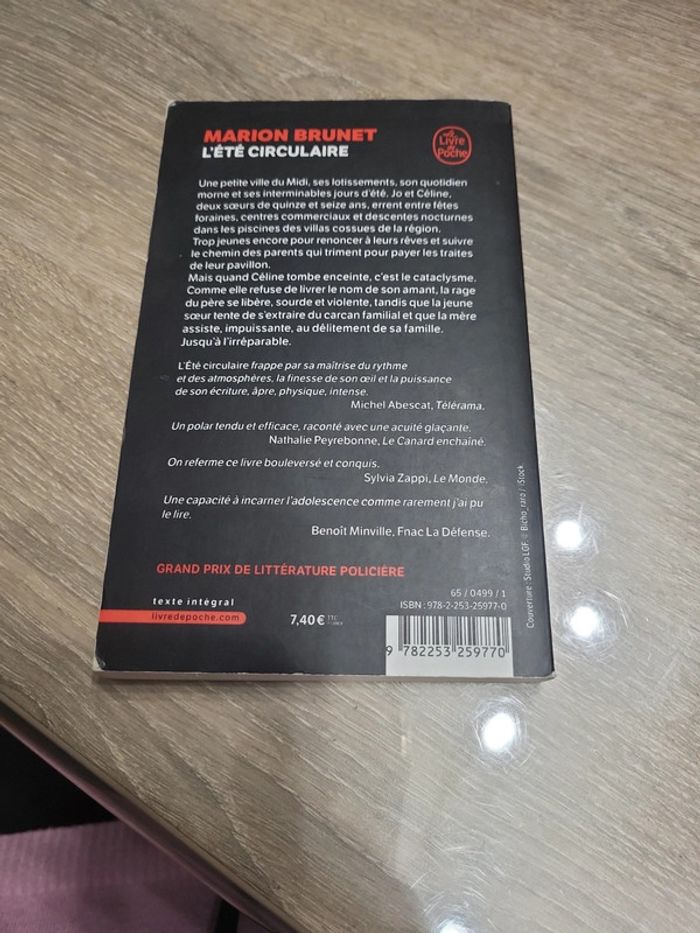 MARION BRUNET
L'ÉTÉ CIRCULAIRE
Le
Livre
de
Poche
Une petite ville du Midi, ses lotissements, son quotidien
morne et ses interminables jours d'été. Jo et Céline,
deux sœurs de quinze et seize ans, errent entre fêtes
foraines, centres commerciaux et descentes nocturnes
dans les piscines des villas cossues de la région.
Trop jeunes encore pour renoncer à leurs rêves et suivre
le chemin des parents qui triment pour payer les traites
de leur pavillon.
Mais quand Céline tombe enceinte, c'est le cataclysme.
Comme elle refuse de livrer le nom de son amant, la rage
du père se libère, sourde et violente, tandis que la jeune
sœur tente de s'extraire du carcan familial et que la mère
assiste, impuissante, au délitement de sa famille.
Jusqu'à l'irréparable.
L'Été circulaire frappe par sa maîtrise du rythme
et des atmosphères, la finesse de son œil et la puissance
de son écriture, âpre, physique, intense.
Michel Abescat, Télérama.
Un polar tendu et efficace, raconté avec une acuité glaçante.
Nathalie Peyrebonne, Le Canard enchaîné.
On referme ce livre bouleversé et conquis.
Sylvia Zappi, Le Monde.
Une capacité à incarner l'adolescence comme rarement j'ai pu
le lire.
Benoît Minville, Fnac La Défense.
GRAND PRIX DE LITTÉRATURE POLICIÈRE
texte intégral
livredepoche.com
7,40 € TTC
65 / 0499 / 1
ISBN : 978-2-253-25977-0
9 782253 259770
Couverture : Studio LGF. © Bicho_raro / iStock